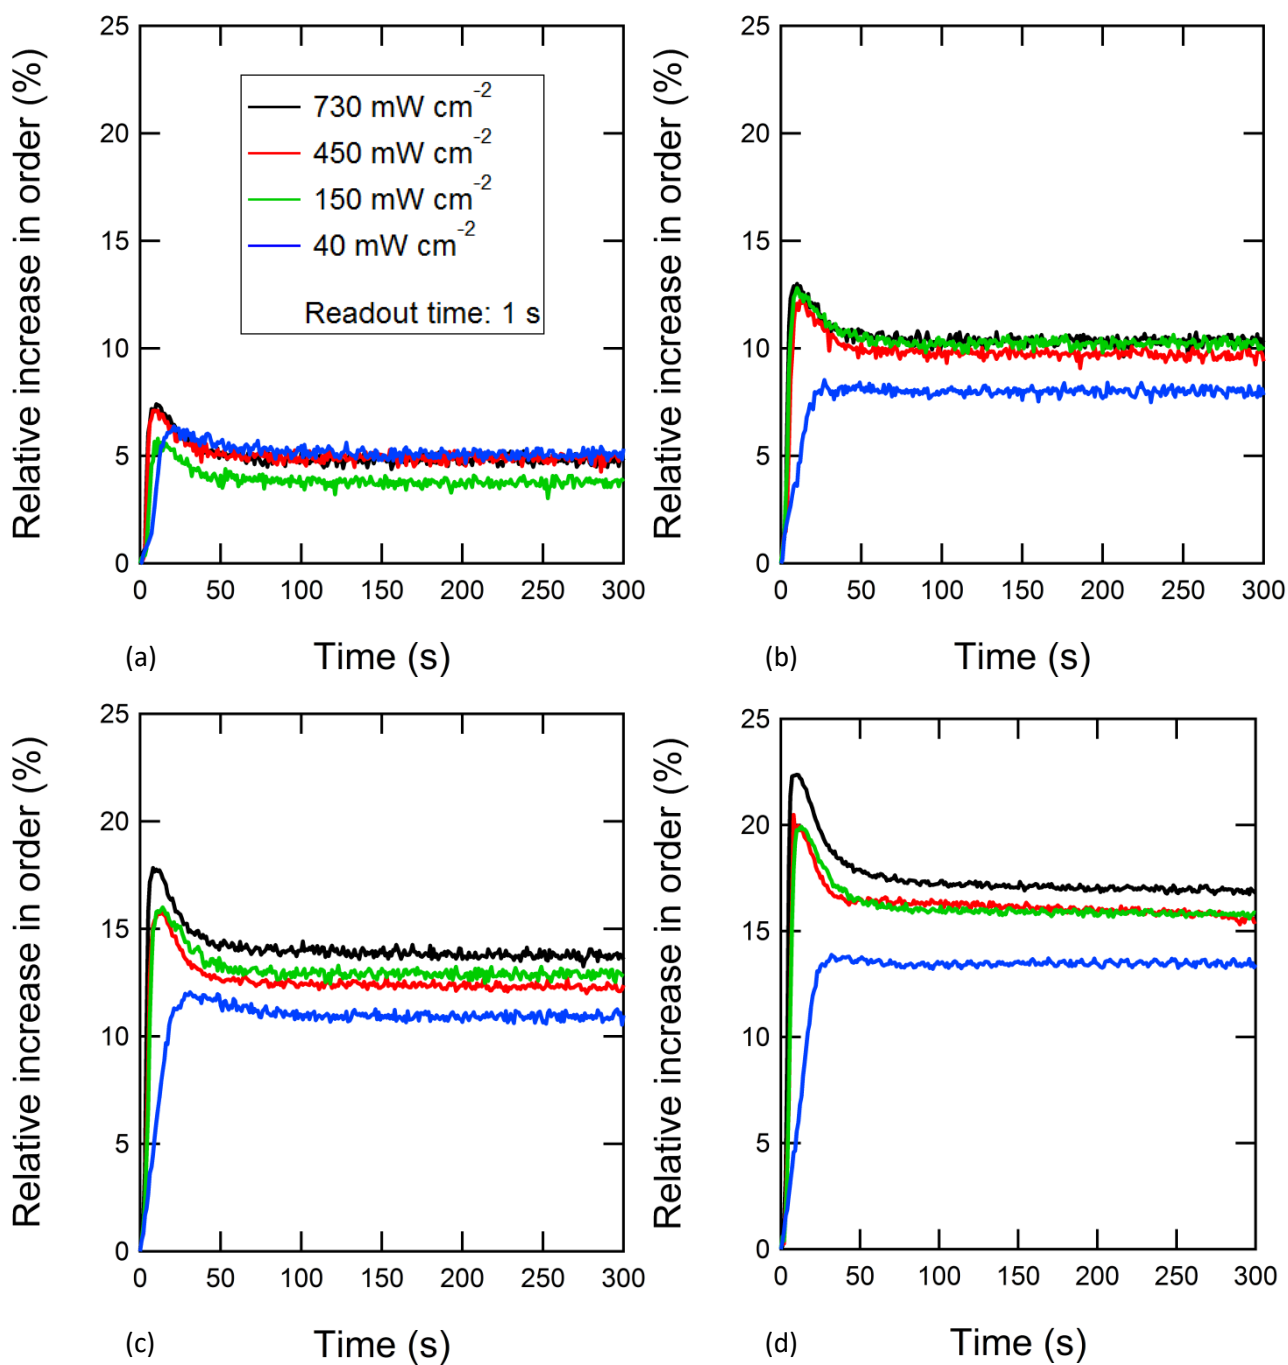 Relative increase in order (%)
25
20
15
10
5
0
730 mW cm⁻²
450 mW cm⁻²
150 mW cm⁻²
40 mW cm⁻²
Readout time: 1 s
0 50 100 150 200 250 300
(a) Time (s)
Relative increase in order (%)
25
20
15
10
5
0
0 50 100 150 200 250 300
(b) Time (s)
Relative increase in order (%)
25
20
15
10
5
0
0 50 100 150 200 250 300
(c) Time (s)
Relative increase in order (%)
25
20
15
10
5
0
0 50 100 150 200 250 300
(d) Time (s)